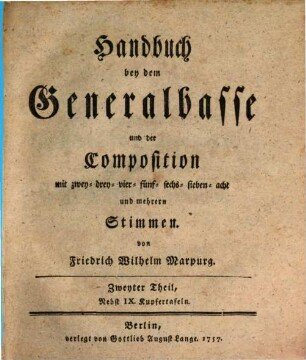 Handbuch
bey dem
Generalbasse
und der
Composition
mit zwey- drey- vier- fünf- sechs- sieben- acht
und mehrern
Stimmen.
von
Friedrich Wilhelm Marpurg.
Zweyter Theil,
Nebst IX. Kupfertafeln.
Berlin,
verlegt von Gottlieb August Lange. 1757.